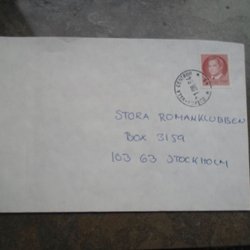 STORA ROMANKLUBBEN
BOX 3159
103 63 STOCKHOLM